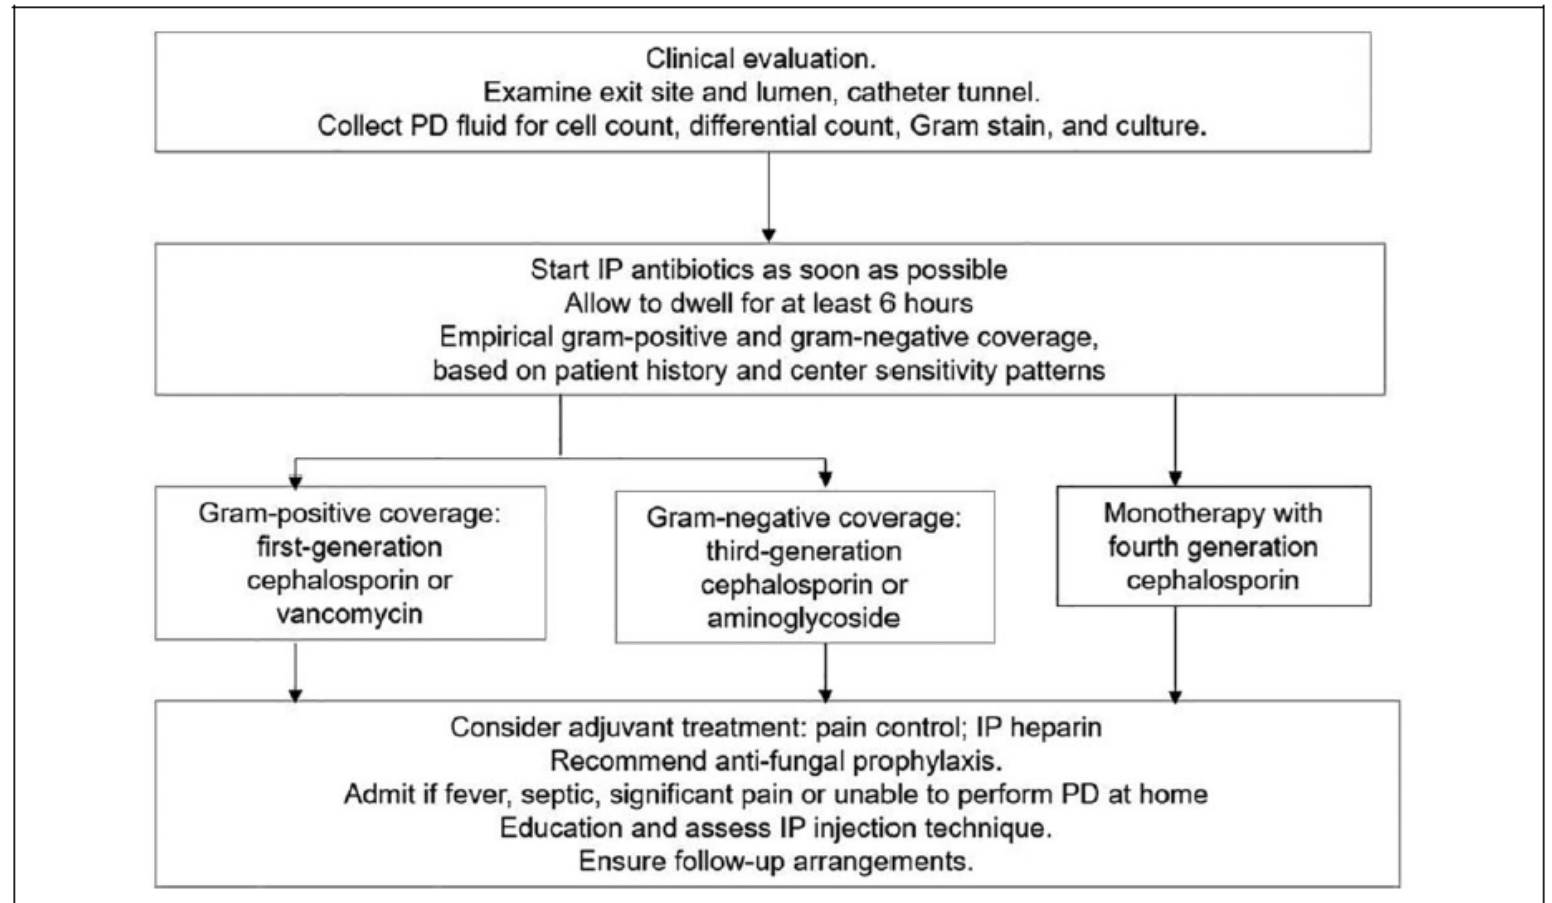 Clinical evaluation.
Examine exit site and lumen, catheter tunnel.
Collect PD fluid for cell count, differential count, Gram stain, and culture.
Start IP antibiotics as soon as possible
Allow to dwell for at least 6 hours
Empirical gram-positive and gram-negative coverage,
based on patient history and center sensitivity patterns
Gram-positive coverage:
first-generation
cephalosporin or
vancomycin
Gram-negative coverage:
third-generation
cephalosporin or
aminoglycoside
Monotherapy with
fourth generation
cephalosporin
Consider adjuvant treatment: pain control; IP heparin
Recommend anti-fungal prophylaxis.
Admit if fever, septic, significant pain or unable to perform PD at home
Education and assess IP injection technique.
Ensure follow-up arrangements.